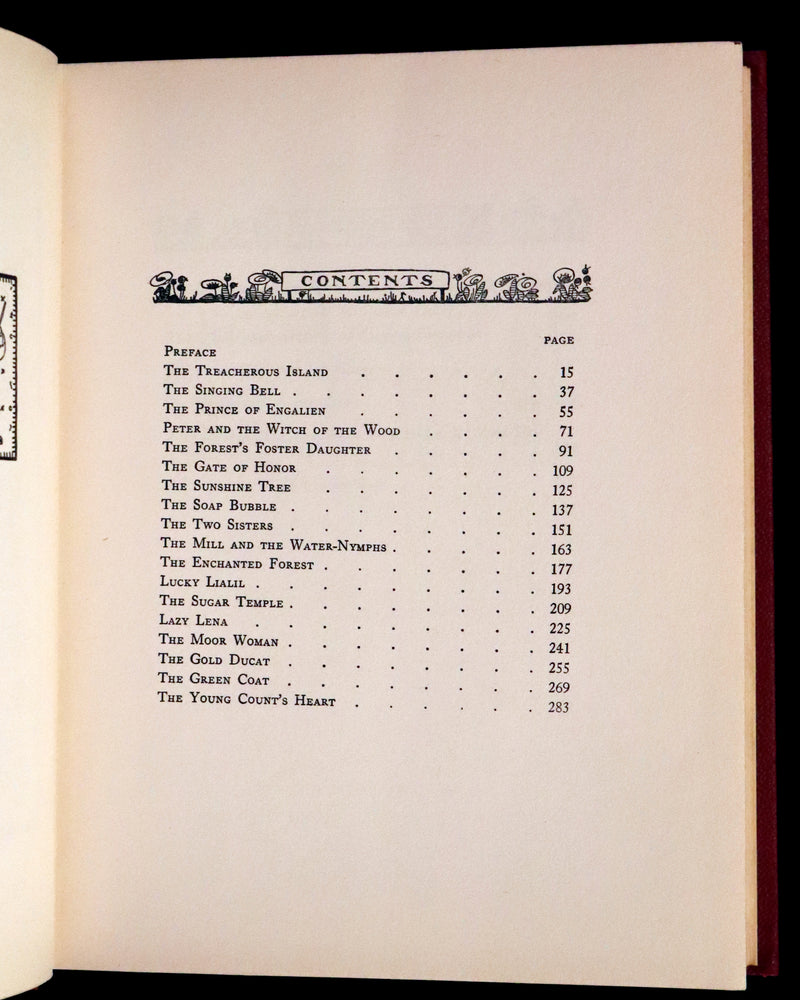 CONTENTS
PAGE
PREFACE
THE TREACHEROUS ISLAND . . . . . . 15
THE SINGING BELL . . . . . . . . 37
THE PRINCE OF ENGALIEN . . . . . . 55
PETER AND THE WITCH OF THE WOOD . . . . 71
THE FOREST'S FOSTER DAUGHTER . . . . . 91
THE GATE OF HONOR . . . . . . . 109
THE SUNSHINE TREE . . . . . . . 125
THE SOAP BUBBLE . . . . . . . . 137
THE TWO SISTERS . . . . . . . . 151
THE MILL AND THE WATER-NYMPHS . . . . . 163
THE ENCHANTED FOREST . . . . . . . 177
LUCKY LIALIL . . . . . . . . . 193
THE SUGAR TEMPLE . . . . . . . . 209
LAZY LENA . . . . . . . . . 225
THE MOOR WOMAN . . . . . . . . 241
THE GOLD DUCAT . . . . . . . . 255
THE GREEN COAT . . . . . . . . 269
THE YOUNG COUNT'S HEART . . . . . . 283